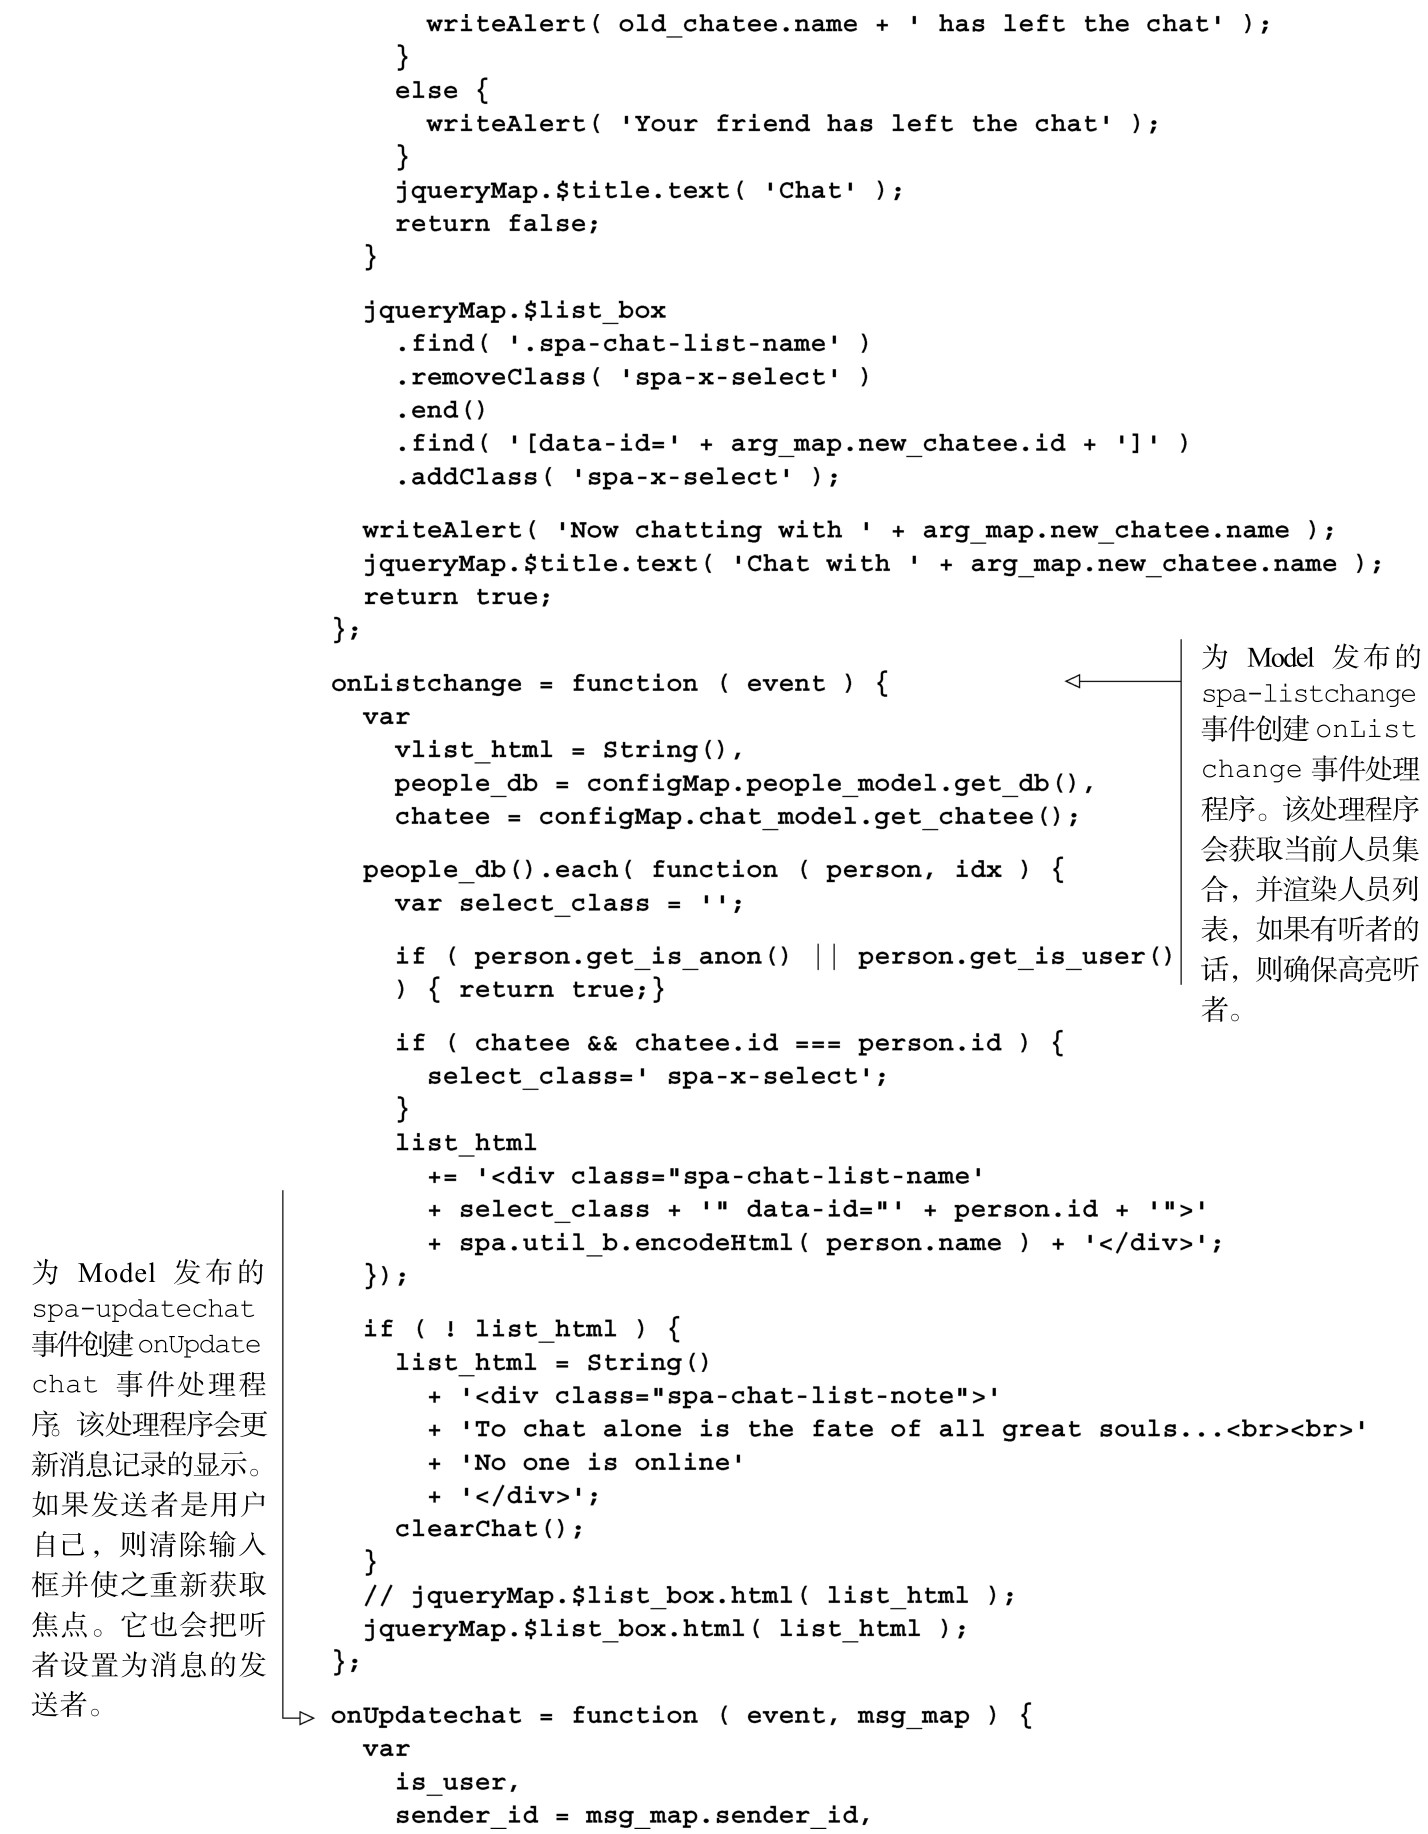 writeAlert( old_chatee.name + ' has left the chat' );
}
else {
writeAlert( 'Your friend has left the chat' );
}
jqueryMap.$title.text( 'Chat' );
return false;
}
jqueryMap.$list_box
.find( '.spa-chat-list-name' )
.removeClass( 'spa-x-select' )
.end()
.find( '[data-id=' + arg_map.new_chatee.id + ']' )
.addClass( 'spa-x-select' );
writeAlert( 'Now chatting with ' + arg_map.new_chatee.name );
jqueryMap.$title.text( 'Chat with ' + arg_map.new_chatee.name );
return true;
};
onListchange = function ( event ) {
var
vlist_html = String(),
people_db = configMap.people_model.get_db(),
chatee = configMap.chat_model.get_chatee();
people_db().each( function ( person, idx ) {
var select_class = '';
if ( person.get_is_anon() || person.get_is_user()
) { return true;}
if ( chatee && chatee.id === person.id ) {
select_class=' spa-x-select';
}
list_html
+= '<div class="spa-chat-list-name'
+ select_class + '" data-id="' + person.id + '">'
+ spa.util_b.encodeHtml( person.name ) + '</div>';
});
if ( ! list_html ) {
list_html = String()
+ '<div class="spa-chat-list-note">'
+ 'To chat alone is the fate of all great souls...<br><br>'
+ 'No one is online'
+ '</div>';
clearChat();
}
// jqueryMap.$list_box.html( list_html );
jqueryMap.$list_box.html( list_html );
};
onUpdatechat = function ( event, msg_map ) {
var
is_user,
sender_id = msg_map.sender_id,
为 Model 发布的
spa-listchange
事件创建 onList
change 事件处理
程序。该处理程序
会获取当前人员集
合，并渲染人员列
表，如果有听者的
话，则确保高亮听
者。
为 Model 发布的
spa-updatechat
事件创建 onUpdate
chat 事件处理程
序。该处理程序会更
新消息记录的显示。
如果发送者是用户
自己，则清除输入
框并使之重新获取
焦点。它也会把听
者设置为消息的发
送者。